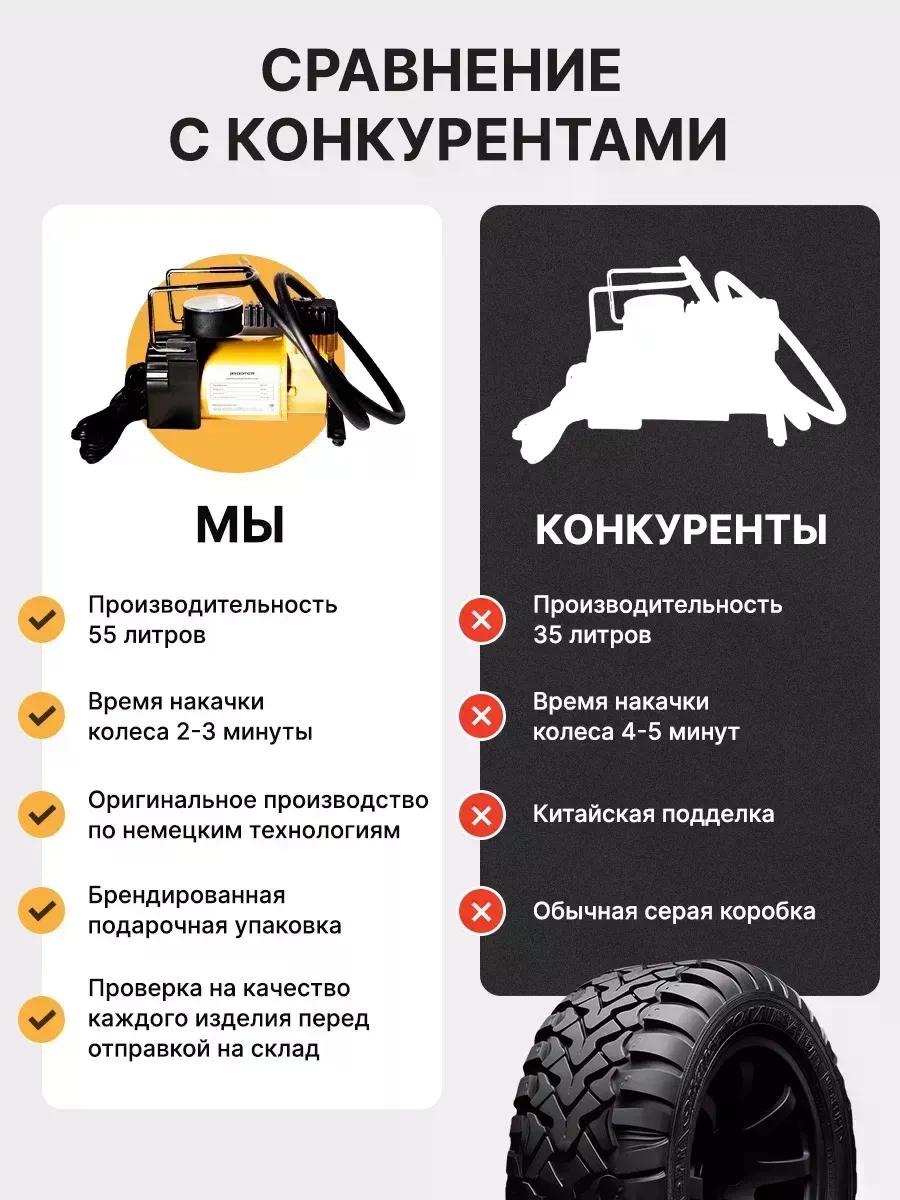 СРАВНЕНИЕ
С КОНКУРЕНТАМИ
МЫ
Производительность
55 литров
Время накачки
колеса 2-3 минуты
Оригинальное производство
по немецким технологиям
Брендированная
подарочная упаковка
Проверка на качество
каждого изделия перед
отправкой на склад
КОНКУРЕНТЫ
Производительность
35 литров
Время накачки
колеса 4-5 минут
Китайская подделка
Обычная серая коробка